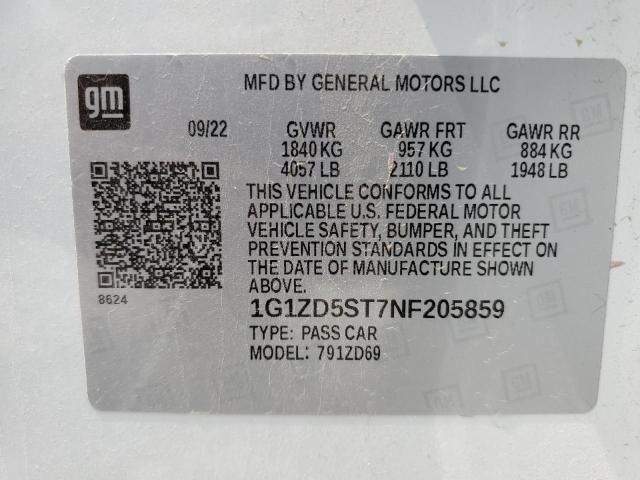 gm
MFD BY GENERAL MOTORS LLC
09/22 GVWR GAWR FRT GAWR RR
1840 KG 957 KG 884 KG
4057 LB 2110 LB 1948 LB
THIS VEHICLE CONFORMS TO ALL
APPLICABLE U.S. FEDERAL MOTOR
VEHICLE SAFETY, BUMPER, AND THEFT
PREVENTION STANDARDS IN EFFECT ON
THE DATE OF MANUFACTURE SHOWN
ABOVE.
8624
1G1ZD5ST7NF205859
TYPE: PASS CAR
MODEL: 791ZD69